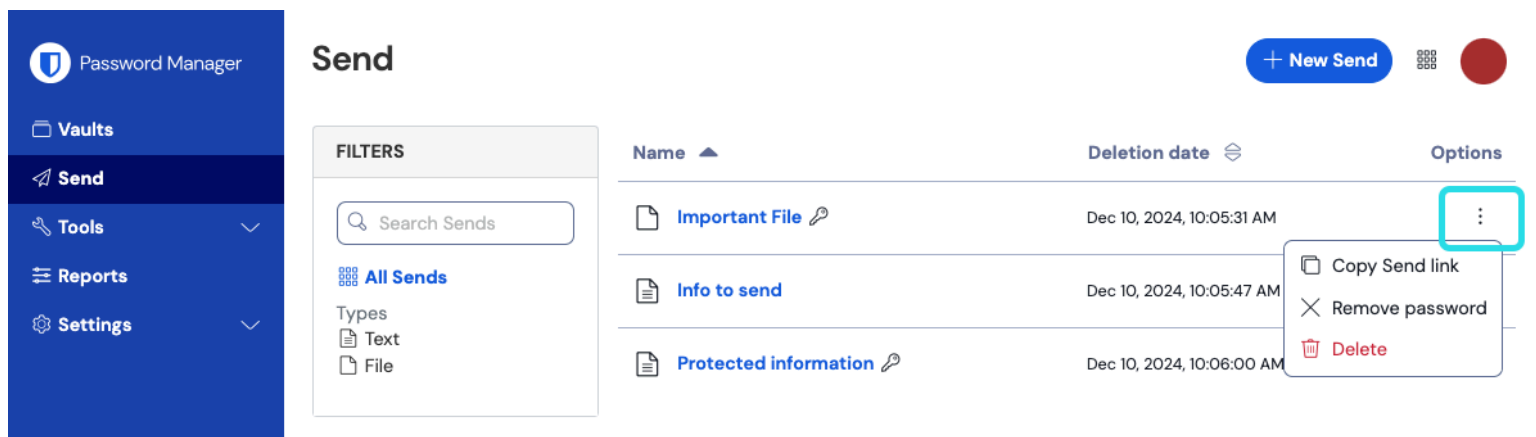 Password Manager
Vaults
Send
Tools
Reports
Settings
Send
New Send
FILTERS
Search Sends
All Sends
Types
Text
File
Name Deletion date Options
Important File Dec 10, 2024, 10:05:31 AM
Info to send Dec 10, 2024, 10:05:47 AM
Protected information Dec 10, 2024, 10:06:00 AM
Copy Send link
Remove password
Delete